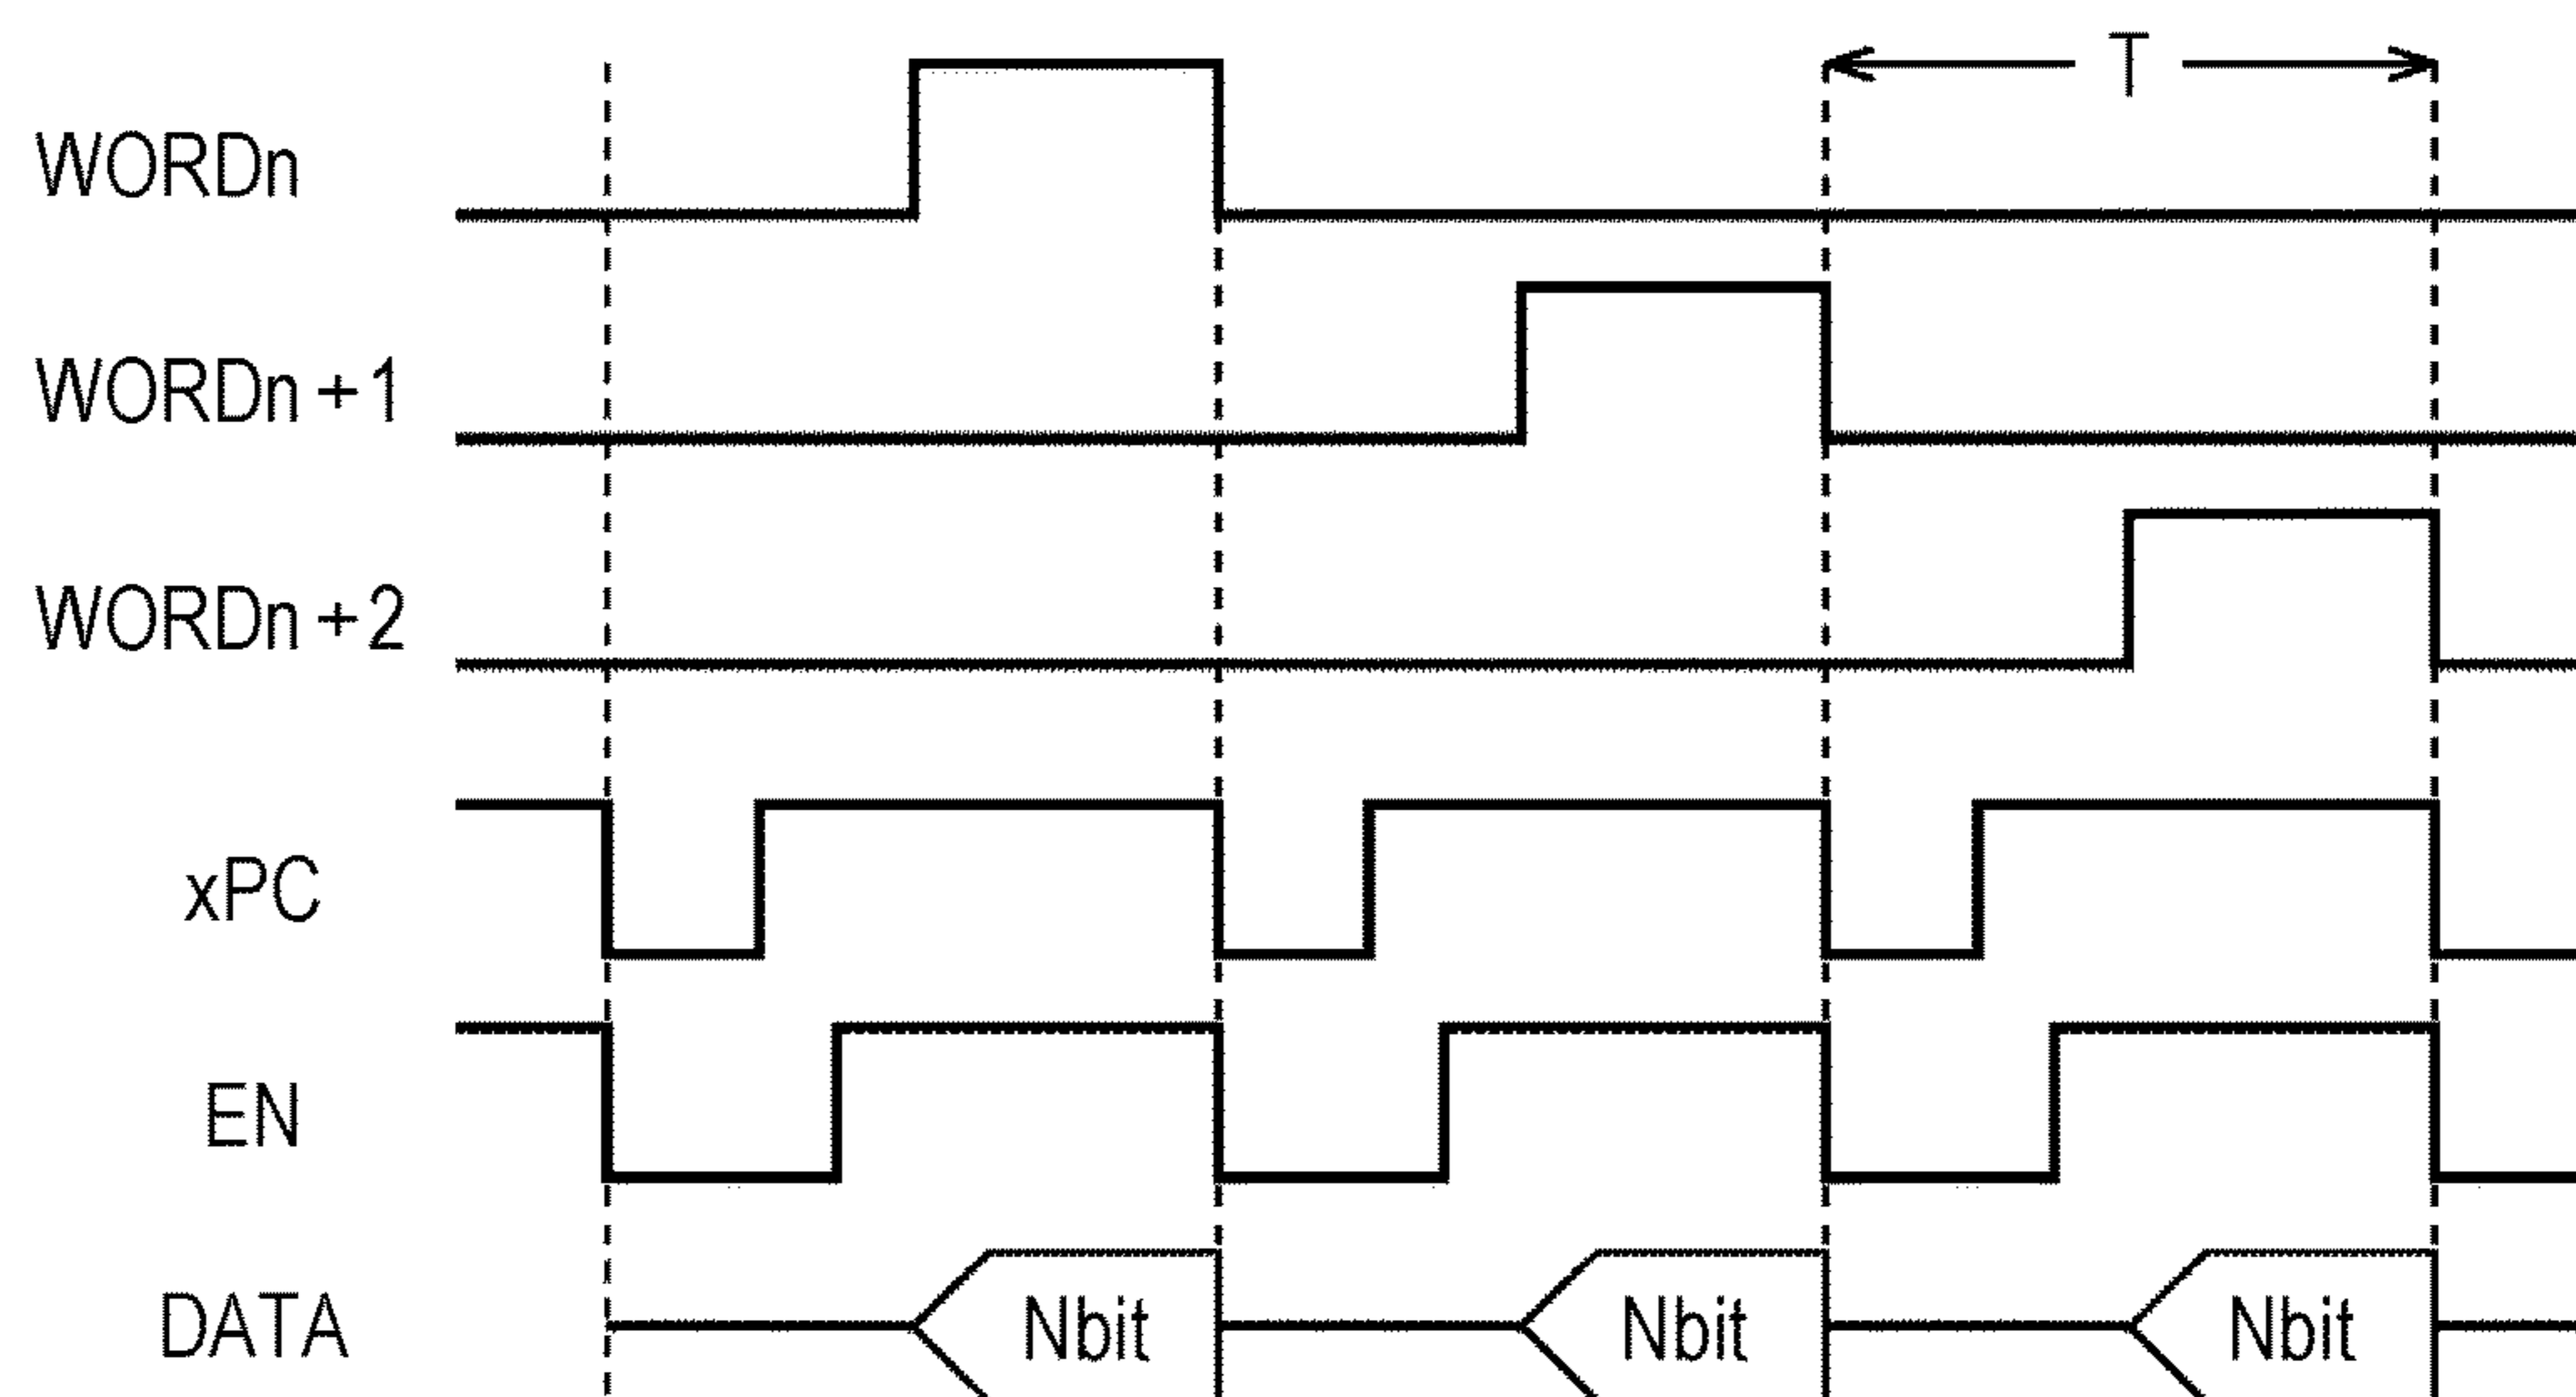 T
WORDn
WORDn+1
WORDn+2
xPC
EN
DATA Nbit Nbit Nbit